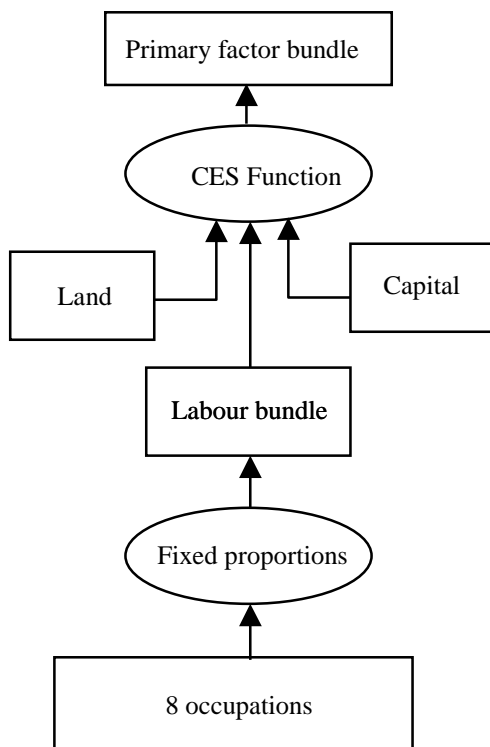 Primary factor bundle
CES Function
Land
Capital
Labour bundle
Fixed proportions
8 occupations